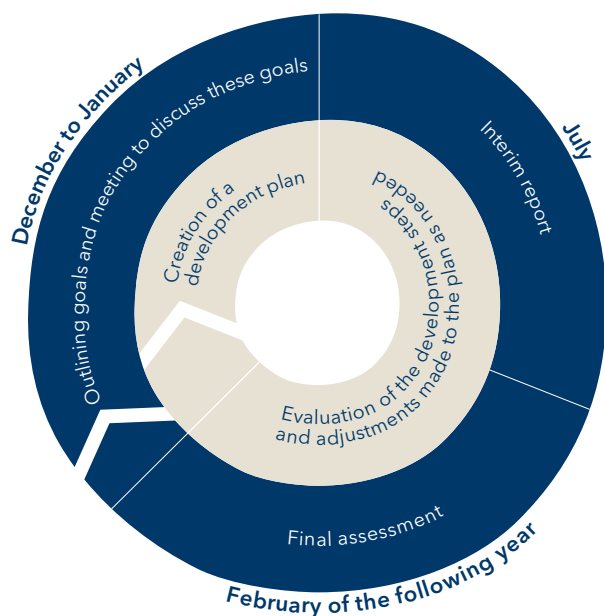 December to January
Outlining goals and meeting to discuss these goals
Creation of a
development plan
July
Interim report
Evaluation of the development steps
and adjustments made to the plan as needed
Final assessment
February of the following year